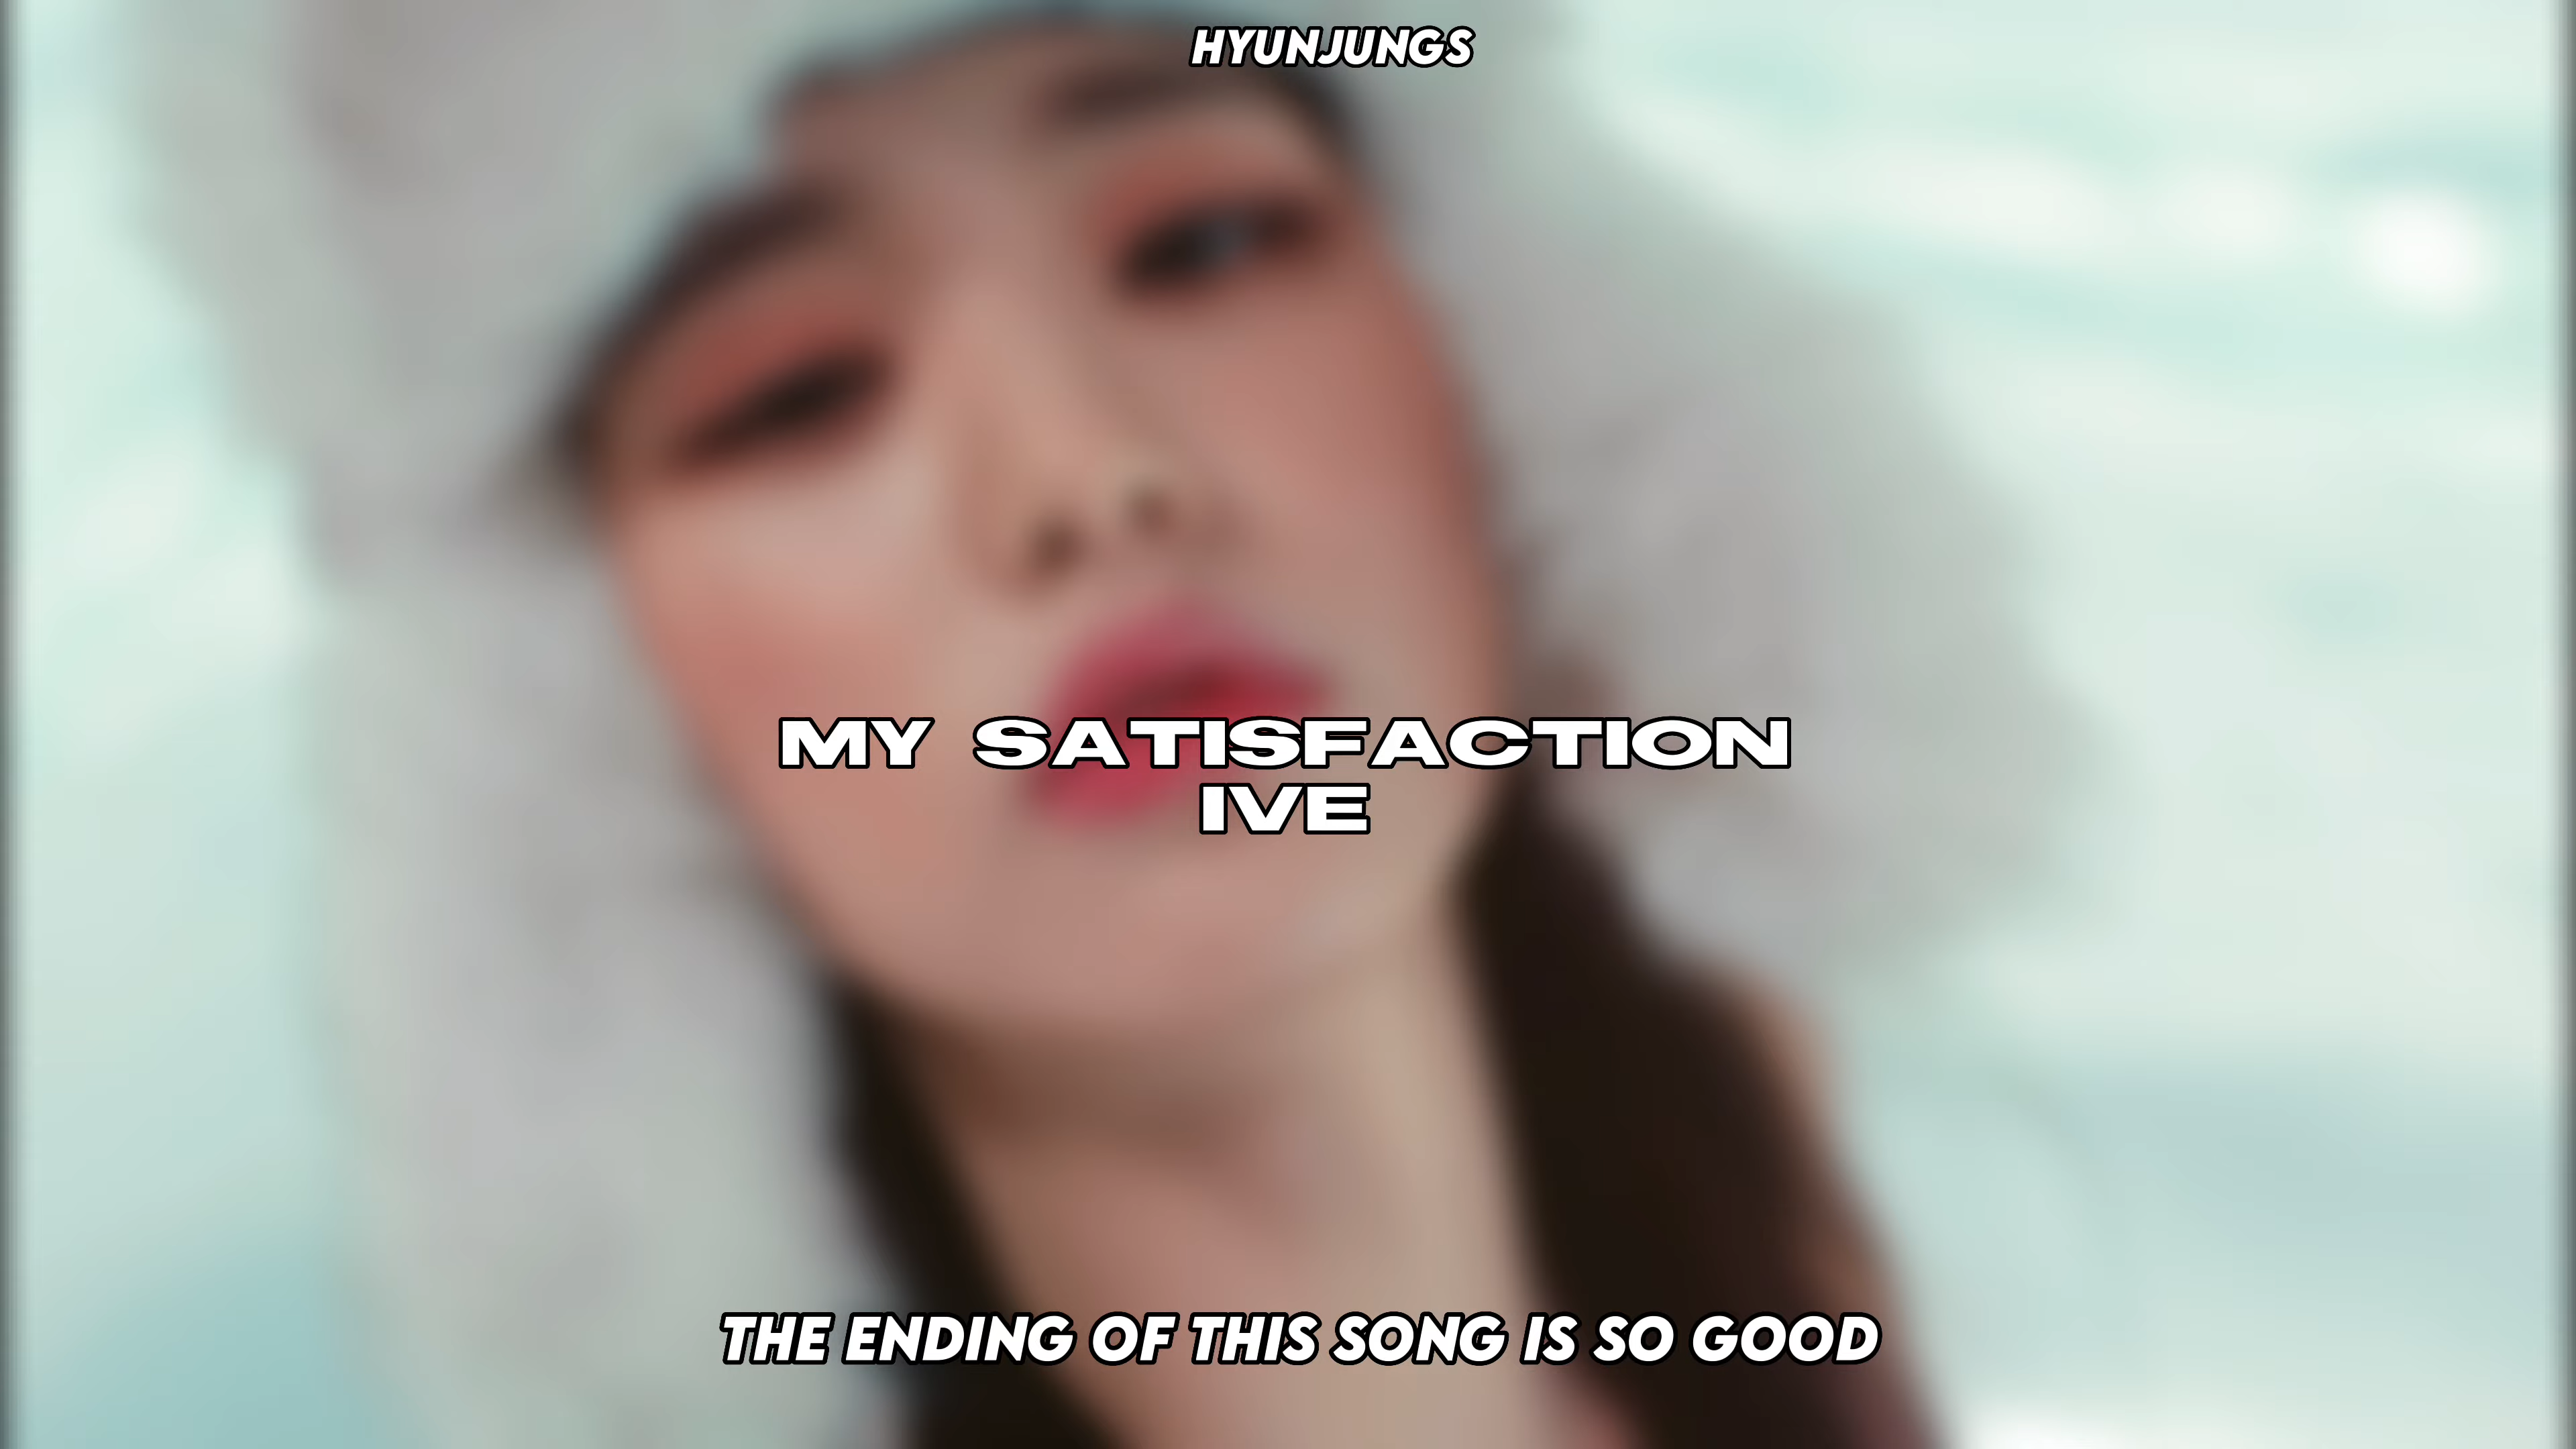 HYUNJUNGS
MY SATISFACTION
IVE
THE ENDING OF THIS SONG IS SO GOOD